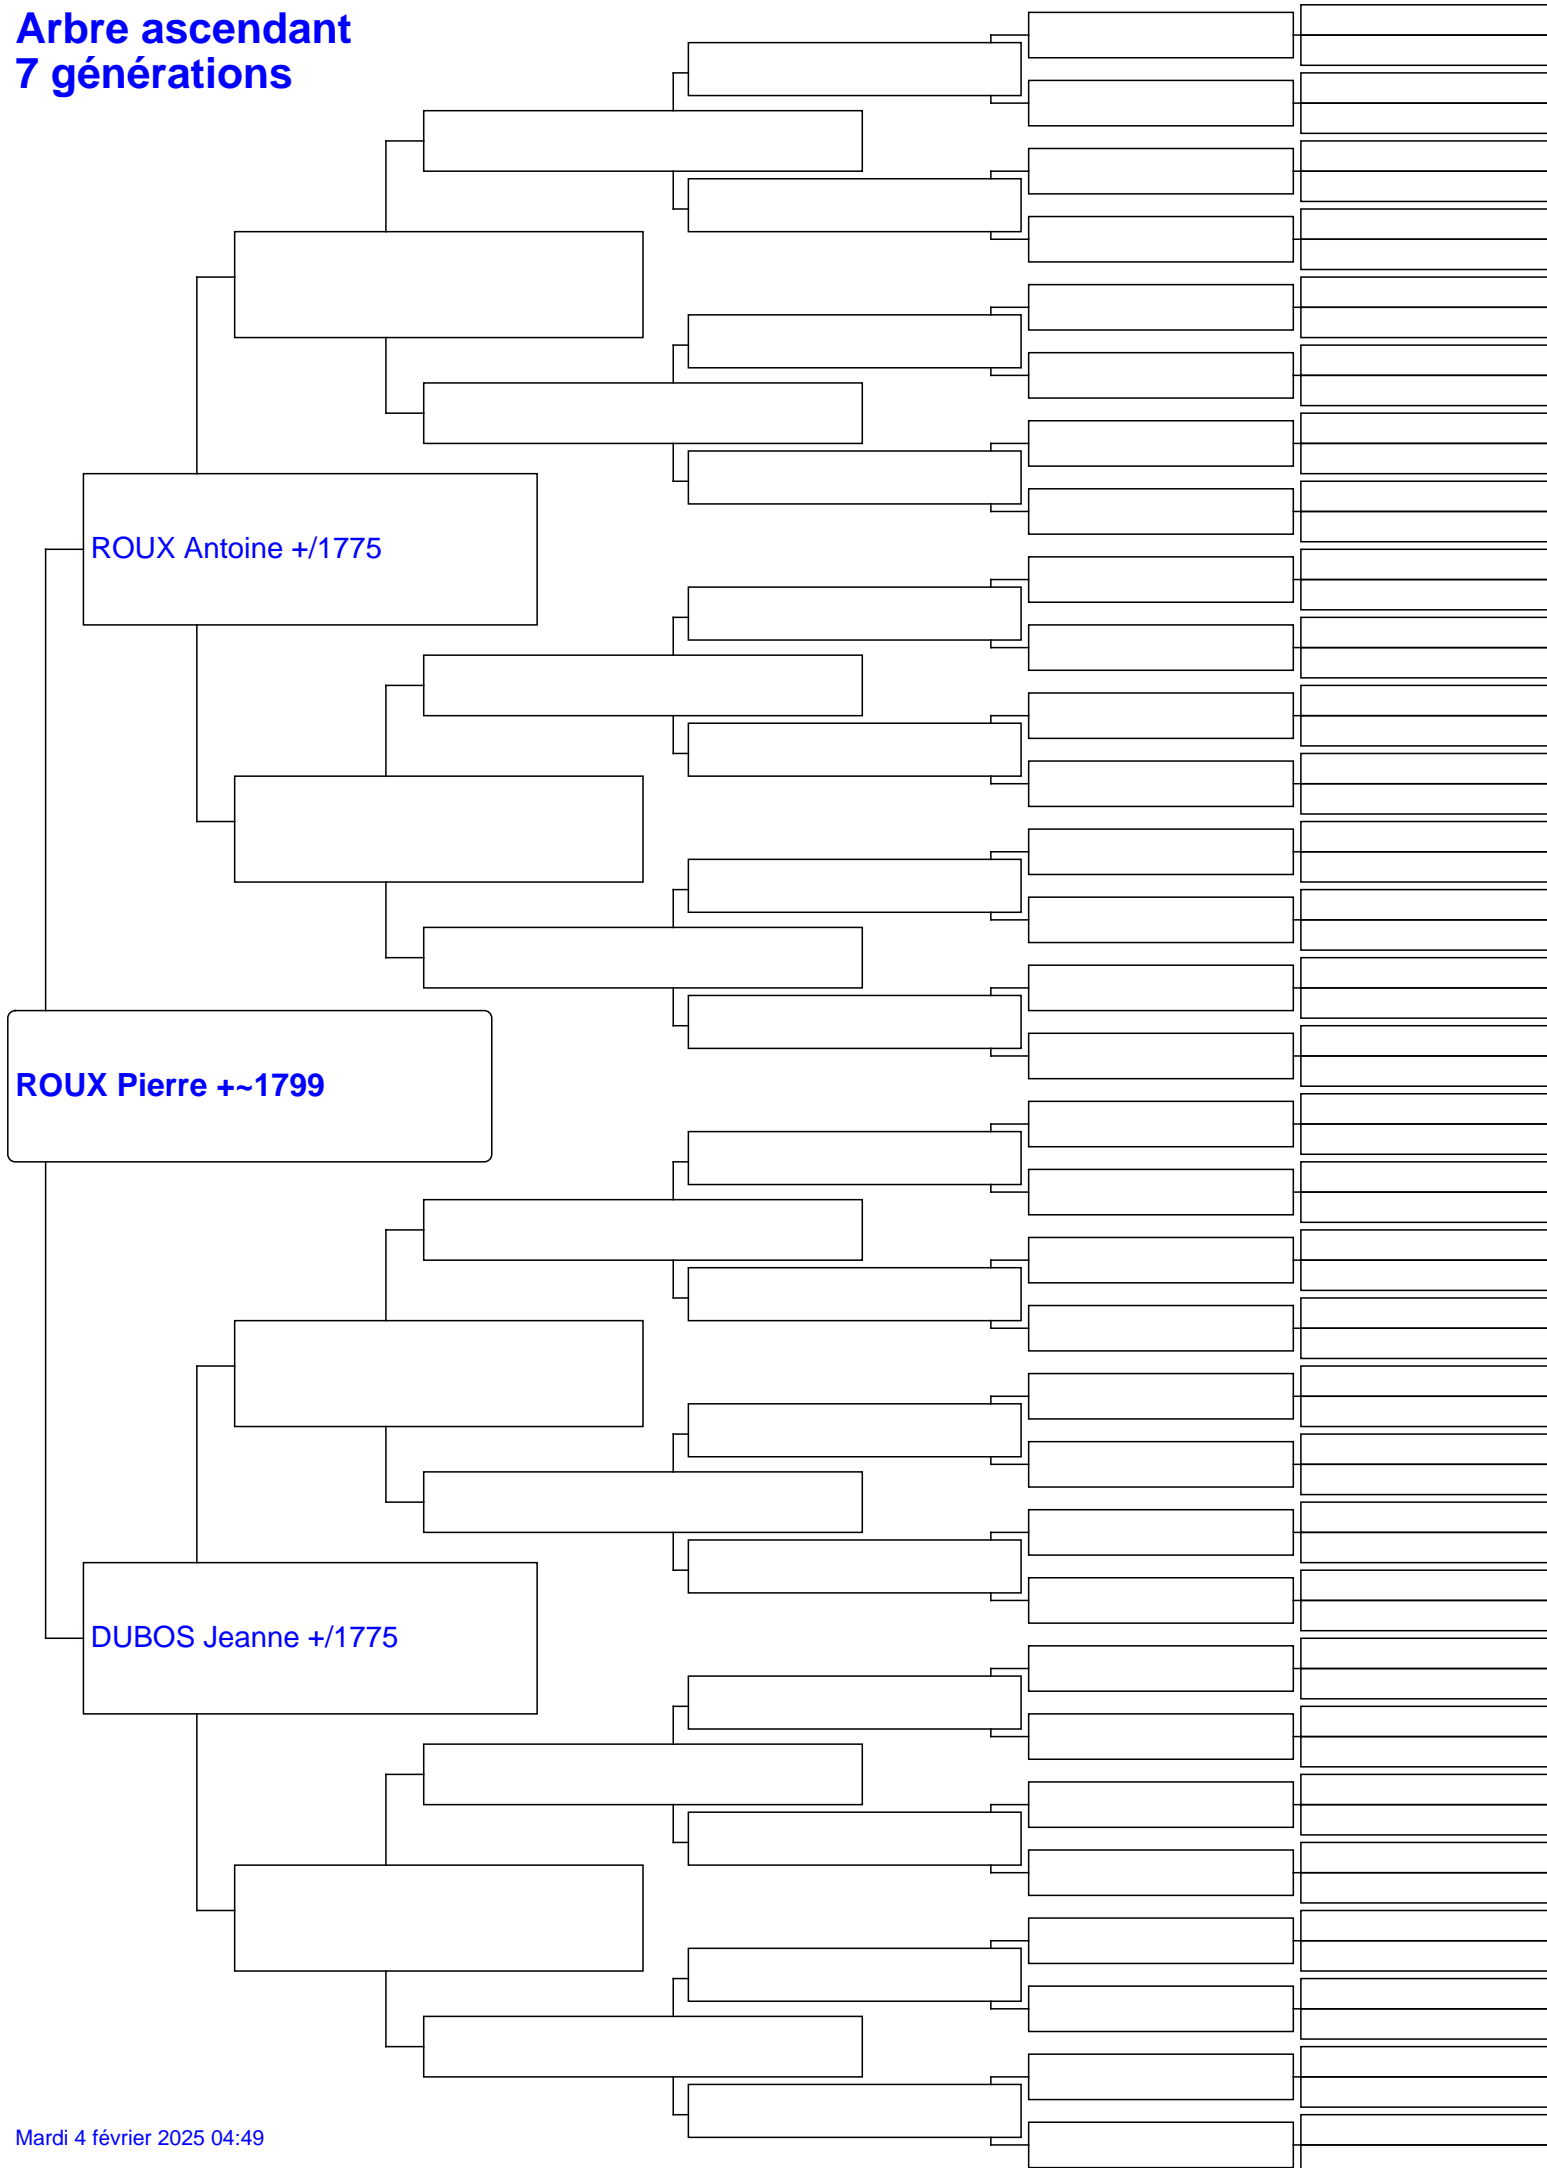 Arbre ascendant
7 générations
ROUX Antoine +/1775
ROUX Pierre +~1799
DUBOS Jeanne +/1775
Mardi 4 février 2025 04:49